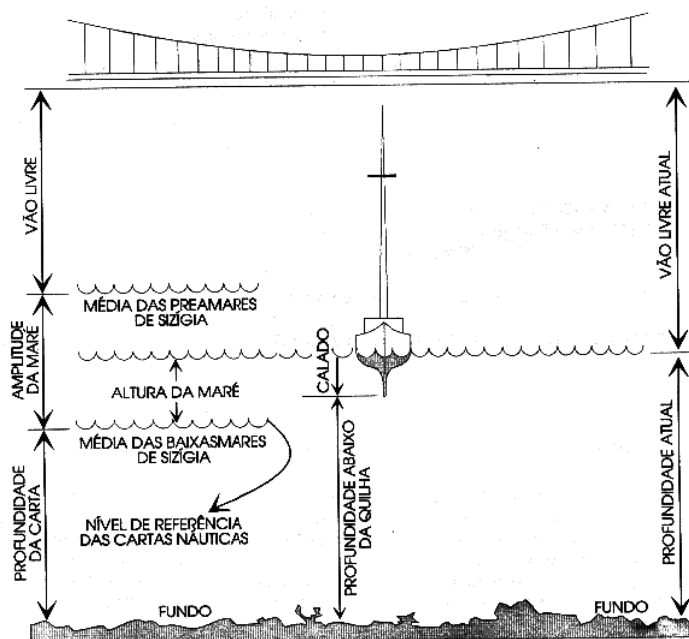 VÃO LIVRE
VÃO LIVRE ATUAL
MÉDIA DAS PREAMARES
DE SIZÍGIA
AMPLITUDE
DA MARÉ
CALADO
ALTURA DA MARÉ
MÉDIA DAS BAIXASMARES
DE SIZÍGIA
PROFUNDIDADE
DA CARTA
PROFUNDIDADE ABAIXO
DA QUILHA
PROFUNDIDADE ATUAL
NÍVEL DE REFERÊNCIA
DAS CARTAS NÁUTICAS
FUNDO
FUNDO